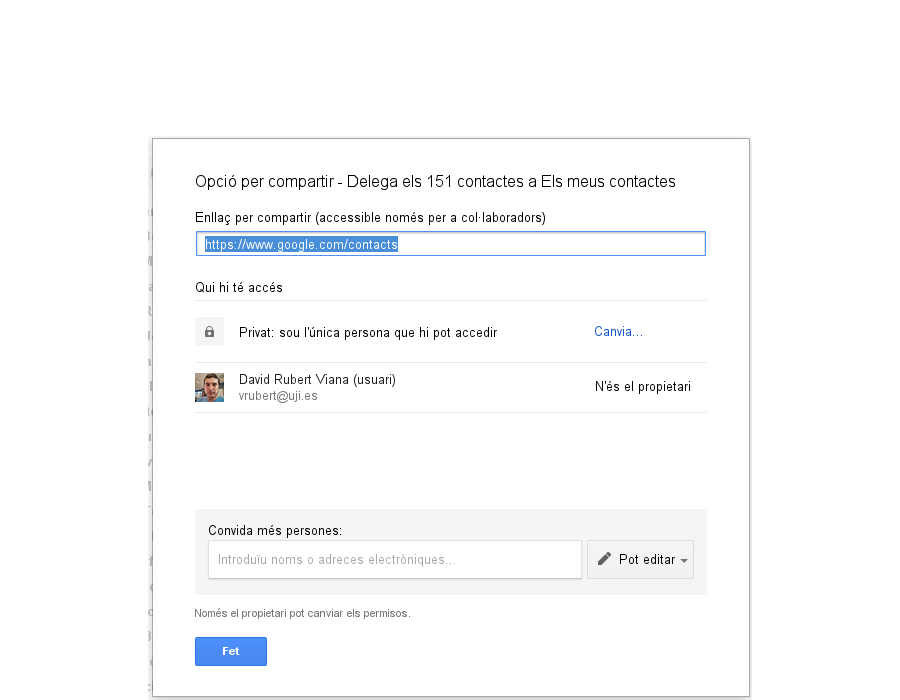 Opció per compartir - Delega els 151 contactes a Els meus contactes
Enllaç per compartir (accessible només per a col·laboradors)
https://www.google.com/contacts
Qui hi té accés
Privat: sou l'única persona que hi pot accedir
Canvia...
David Rubert Viana (usuari)
vrubert@uji.es
N'és el propietari
Convida més persones:
Introduïu noms o adreces electròniques...
Pot editar
Només el propietari pot canviar els permisos.
Fet